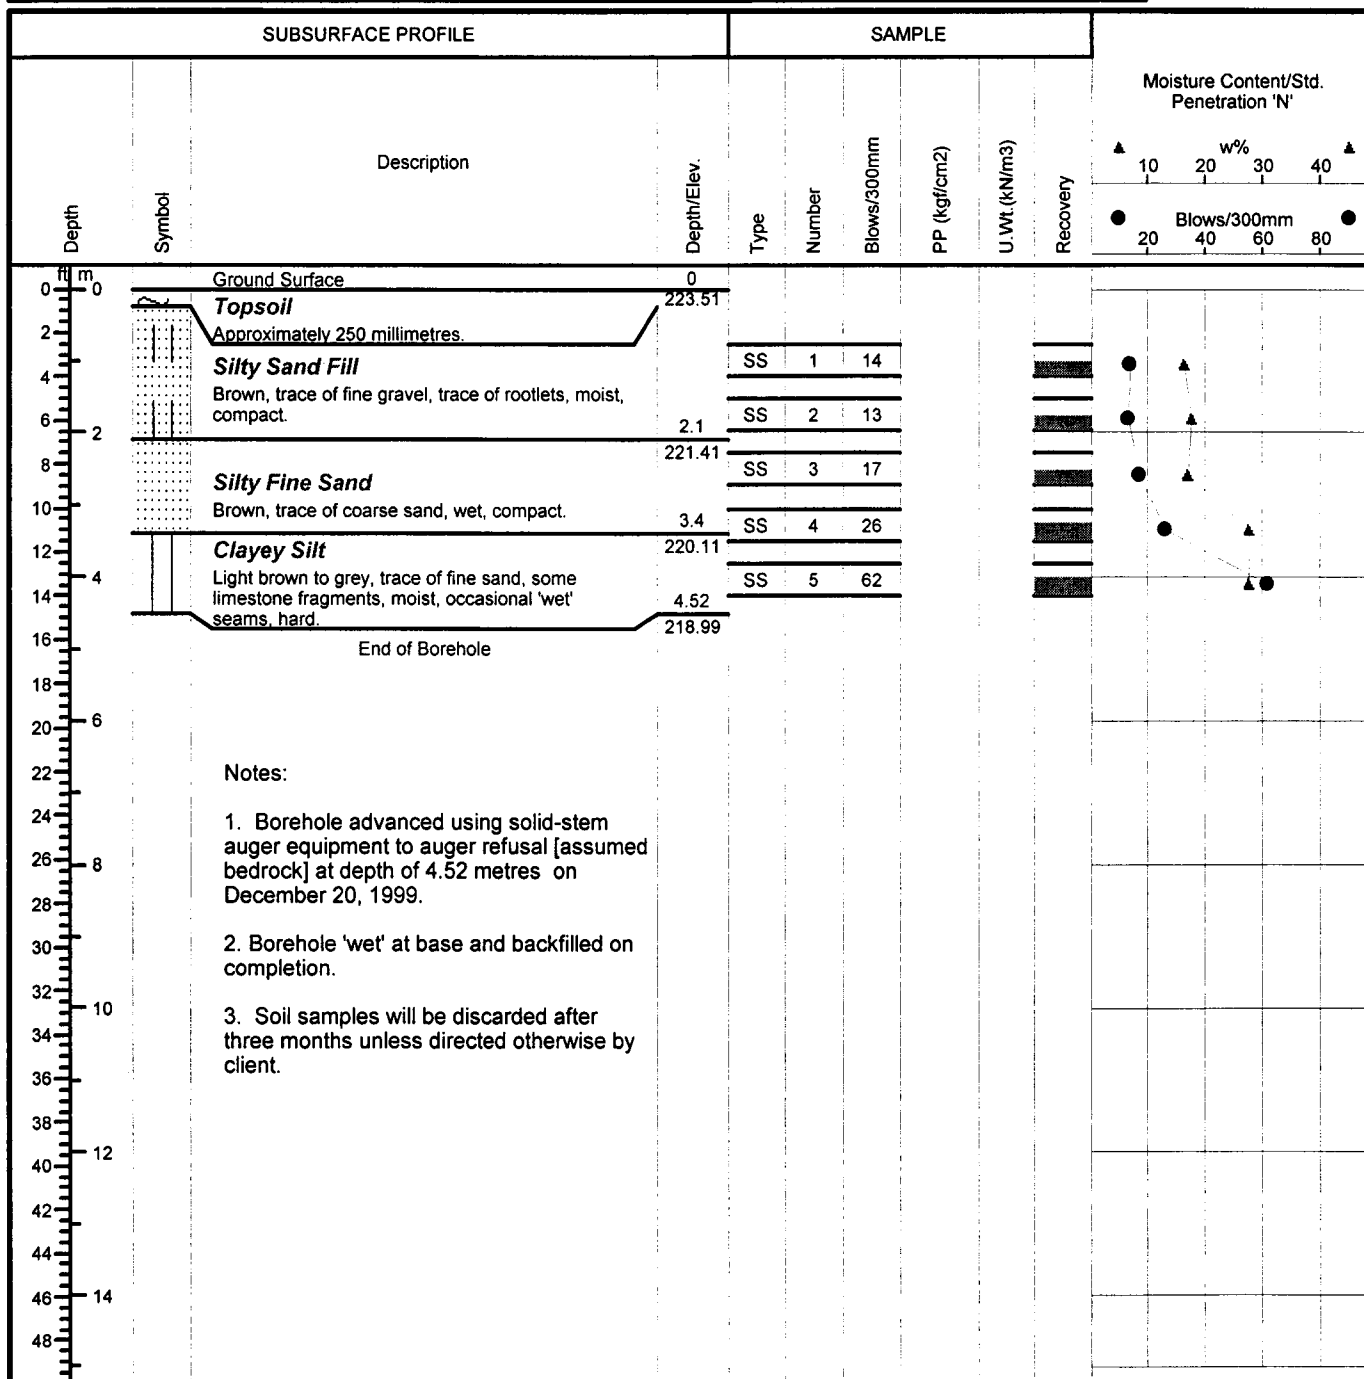 SUBSURFACE PROFILE
SAMPLE
Depth
Symbol
Description
Depth/Elev.
Type
Number
Blows/300mm
PP (kgf/cm2)
U.Wt.(kN/m3)
Recovery
Moisture Content/Std.
Penetration 'N'
w%
10 20 30 40
Blows/300mm
20 40 60 80
ft m
0 0
2
4
6
2
8
10
12
4
14
16
18
20 6
22
24
26 8
28
30
32
10
34
36
38
40 12
42
44
46 14
48
Ground Surface 0
223.51
Topsoil
Approximately 250 millimetres.
Silty Sand Fill
Brown, trace of fine gravel, trace of rootlets, moist,
compact.
2.1
221.41
Silty Fine Sand
Brown, trace of coarse sand, wet, compact.
3.4
220.11
Clayey Silt
Light brown to grey, trace of fine sand, some
limestone fragments, moist, occasional 'wet'
seams, hard.
4.52
218.99
End of Borehole
SS 1 14
SS 2 13
SS 3 17
SS 4 26
SS 5 62
Notes:
1. Borehole advanced using solid-stem
auger equipment to auger refusal [assumed
bedrock] at depth of 4.52 metres on
December 20, 1999.
2. Borehole 'wet' at base and backfilled on
completion.
3. Soil samples will be discarded after
three months unless directed otherwise by
client.